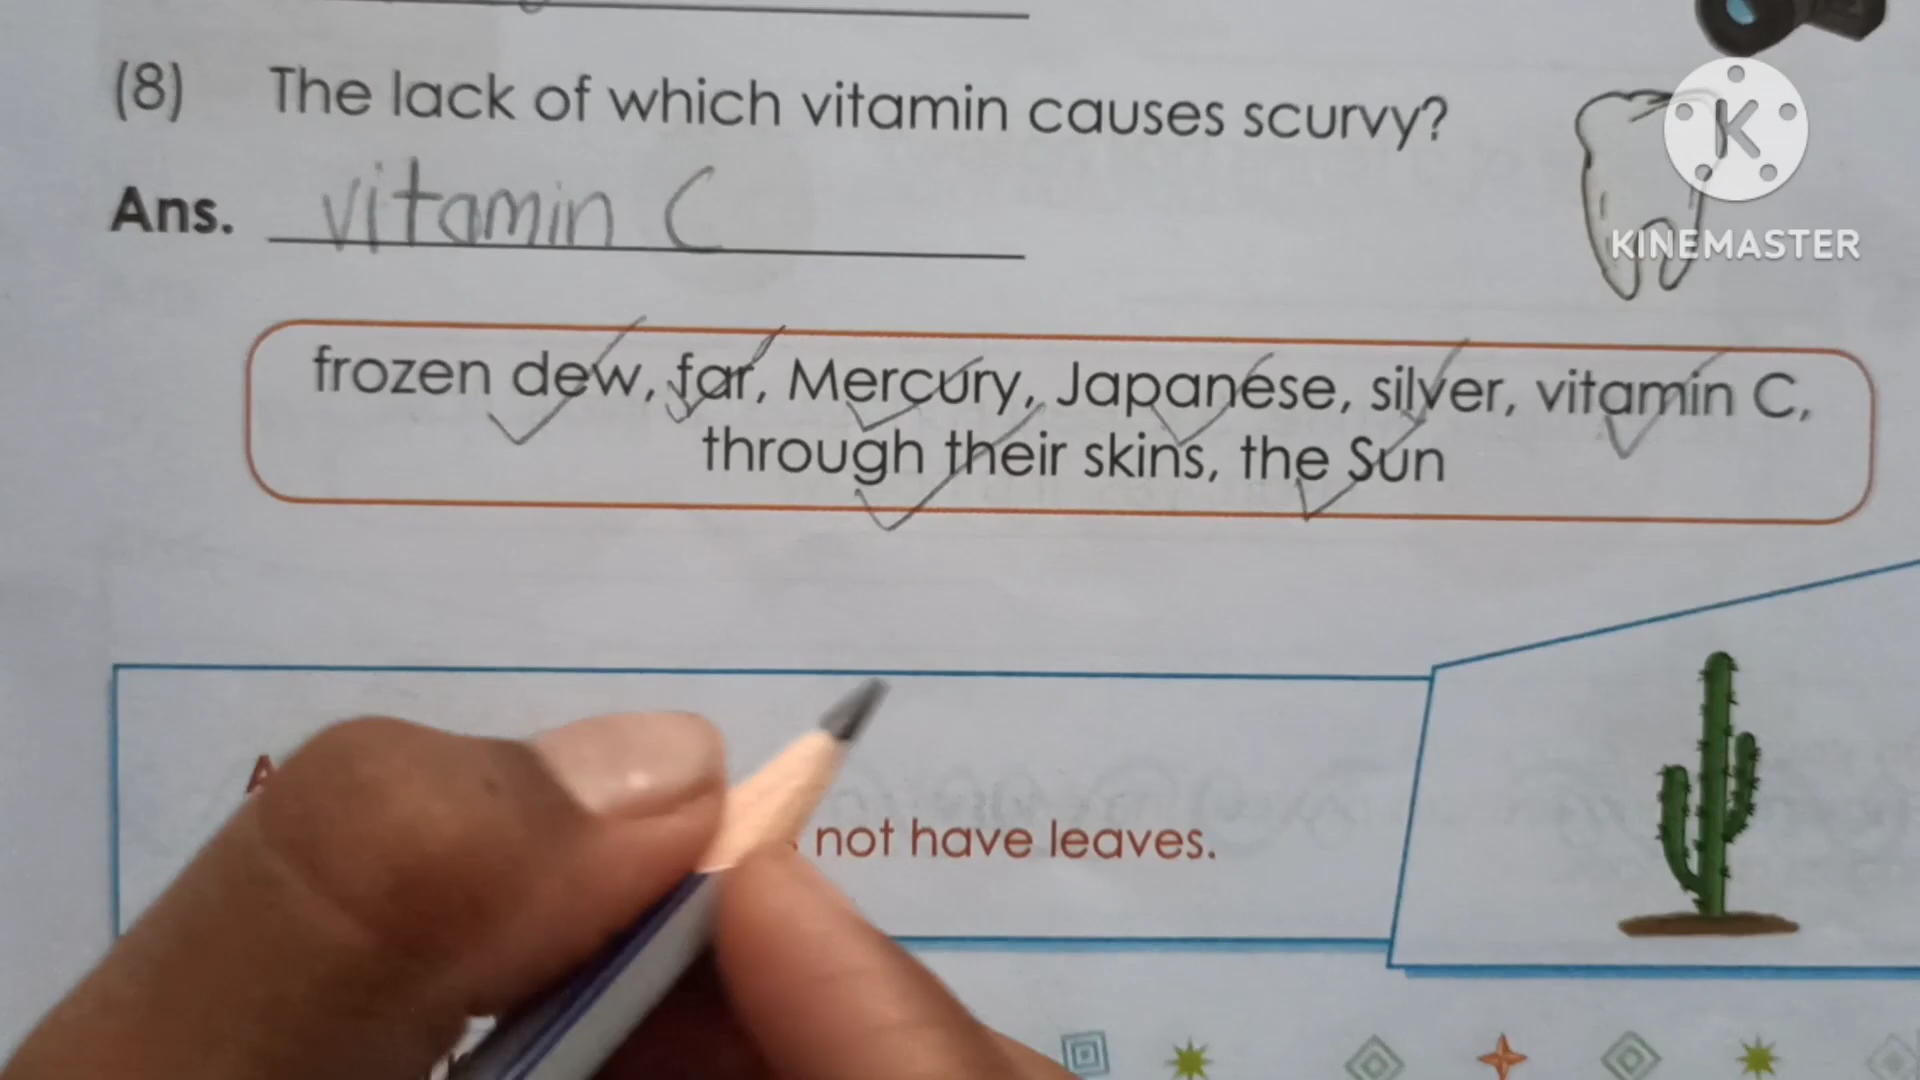 (8) The lack of which vitamin causes scurvy?
Ans. vitamin C
frozen dew, far, Mercury, Japanese, silver, vitamin C,
through their skins, the Sun
not have leaves.
K
KINEMASTER